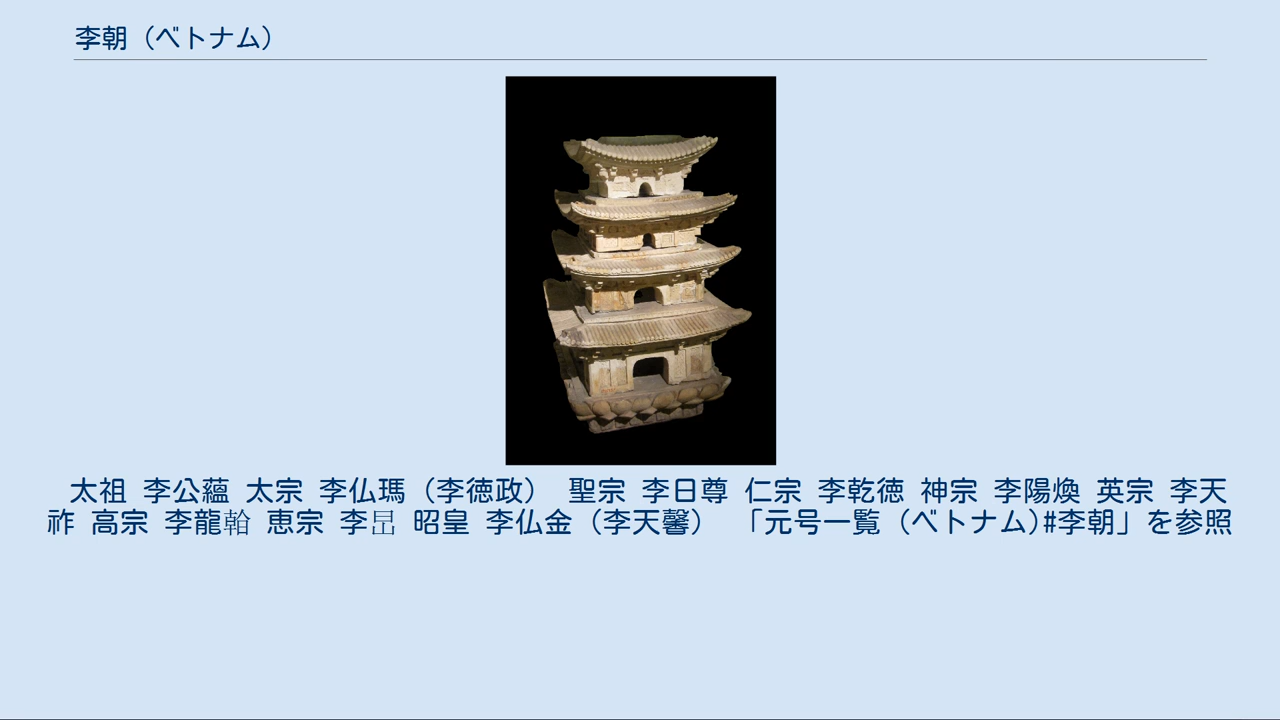 李朝（ベトナム）
太祖 李公蘊 太宗 李仏瑪（李徳政） 聖宗 李日尊 仁宗 李乾徳 神宗 李陽煥 英宗 李天
祚 高宗 李龍翰 恵宗 李昷 昭皇 李仏金（李天馨） 「元号一覧（ベトナム)#李朝」を参照